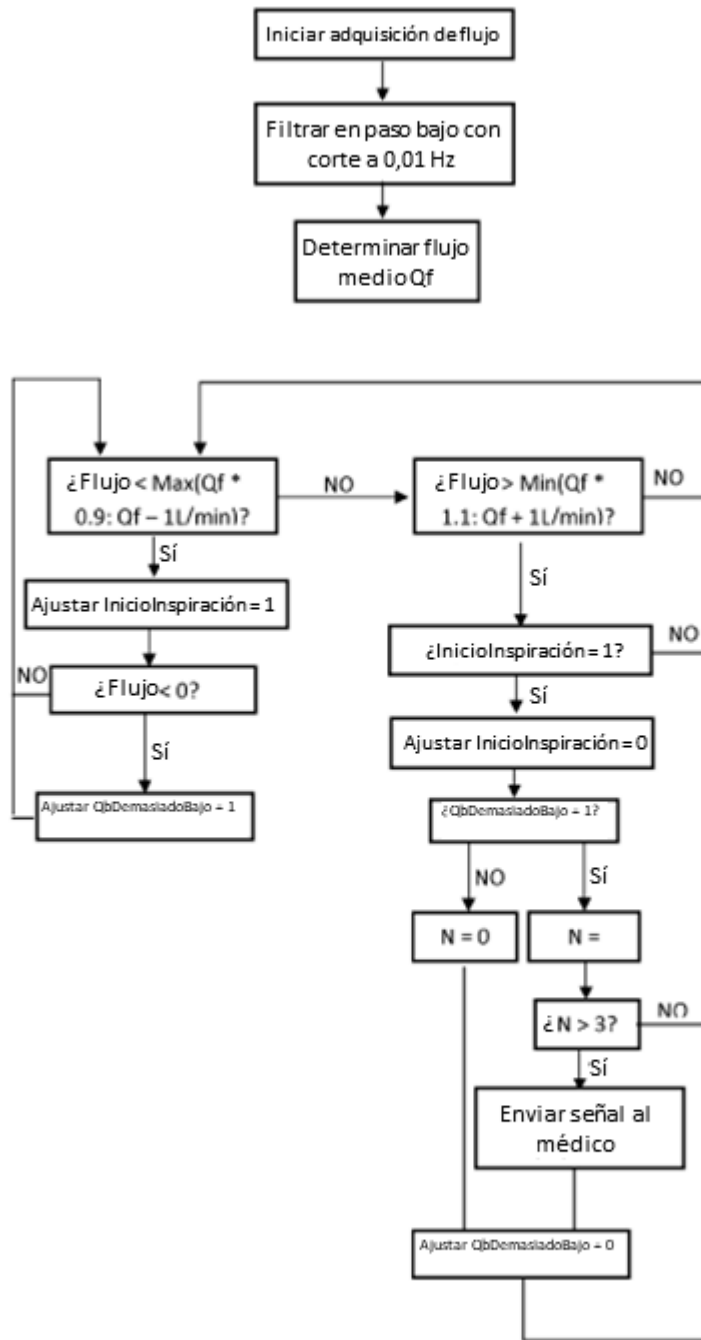 Iniciar adquisición de flujo
Filtrar en paso bajo con
corte a 0,01 Hz
Determinar flujo
medio Qf
¿Flujo < Max(Qf *
0.9: Qf – 1L/min)?
NO
¿Flujo > Min(Qf *
1.1: Qf + 1L/min)?
NO
Sí
Sí
Ajustar InicioInspiración = 1
¿InicioInspiración = 1?
NO
NO
¿Flujo < 0?
Sí
Sí
Ajustar InicioInspiración = 0
Ajustar QbDemasiadoBajo = 1
¿QbDemasiadoBajo = 1?
NO
Sí
N = 0
N =
¿N > 3?
NO
Sí
Enviar señal al
médico
Ajustar QbDemasiadoBajo = 0